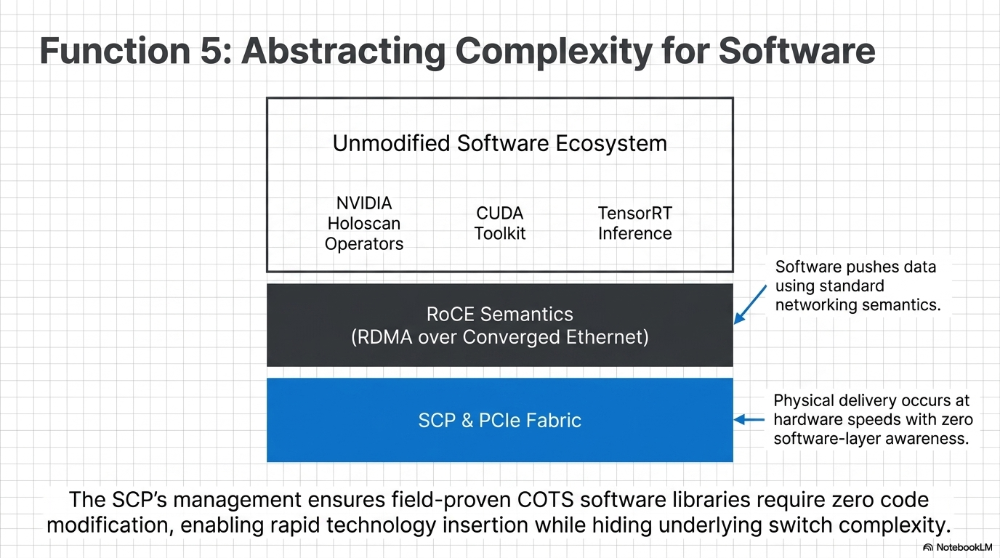 Function 5: Abstracting Complexity for Software
Unmodified Software Ecosystem
NVIDIA
Holoscan
Operators
CUDA
Toolkit
TensorRT
Inference
Software pushes data
using standard
networking semantics.
RoCE Semantics
(RDMA over Converged Ethernet)
SCP & PCIe Fabric
Physical delivery occurs at
hardware speeds with zero
software-layer awareness.
The SCP's management ensures field-proven COTS software libraries require zero code
modification, enabling rapid technology insertion while hiding underlying switch complexity.
NotebookLM